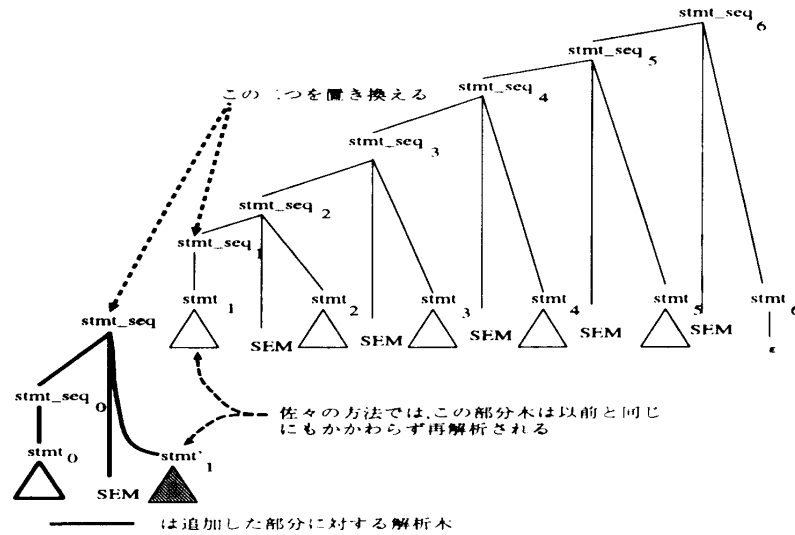 stmt_seq 6
stmt_seq 5
この二つを置き換える
stmt_seq 4
stmt_seq 3
stmt_seq 2
stmt_seq 1
stmt 1
stmt 2
stmt 3
stmt 4
stmt 5
stmt 6
stmt_seq
SEM
SEM
SEM
SEM
SEM
ε
stmt_seq 0
佐々の方法では,この部分木は以前と同じ
にもかかわらず再解析される
stmt 0
stmt' 1
SEM
は追加した部分に対する解析木